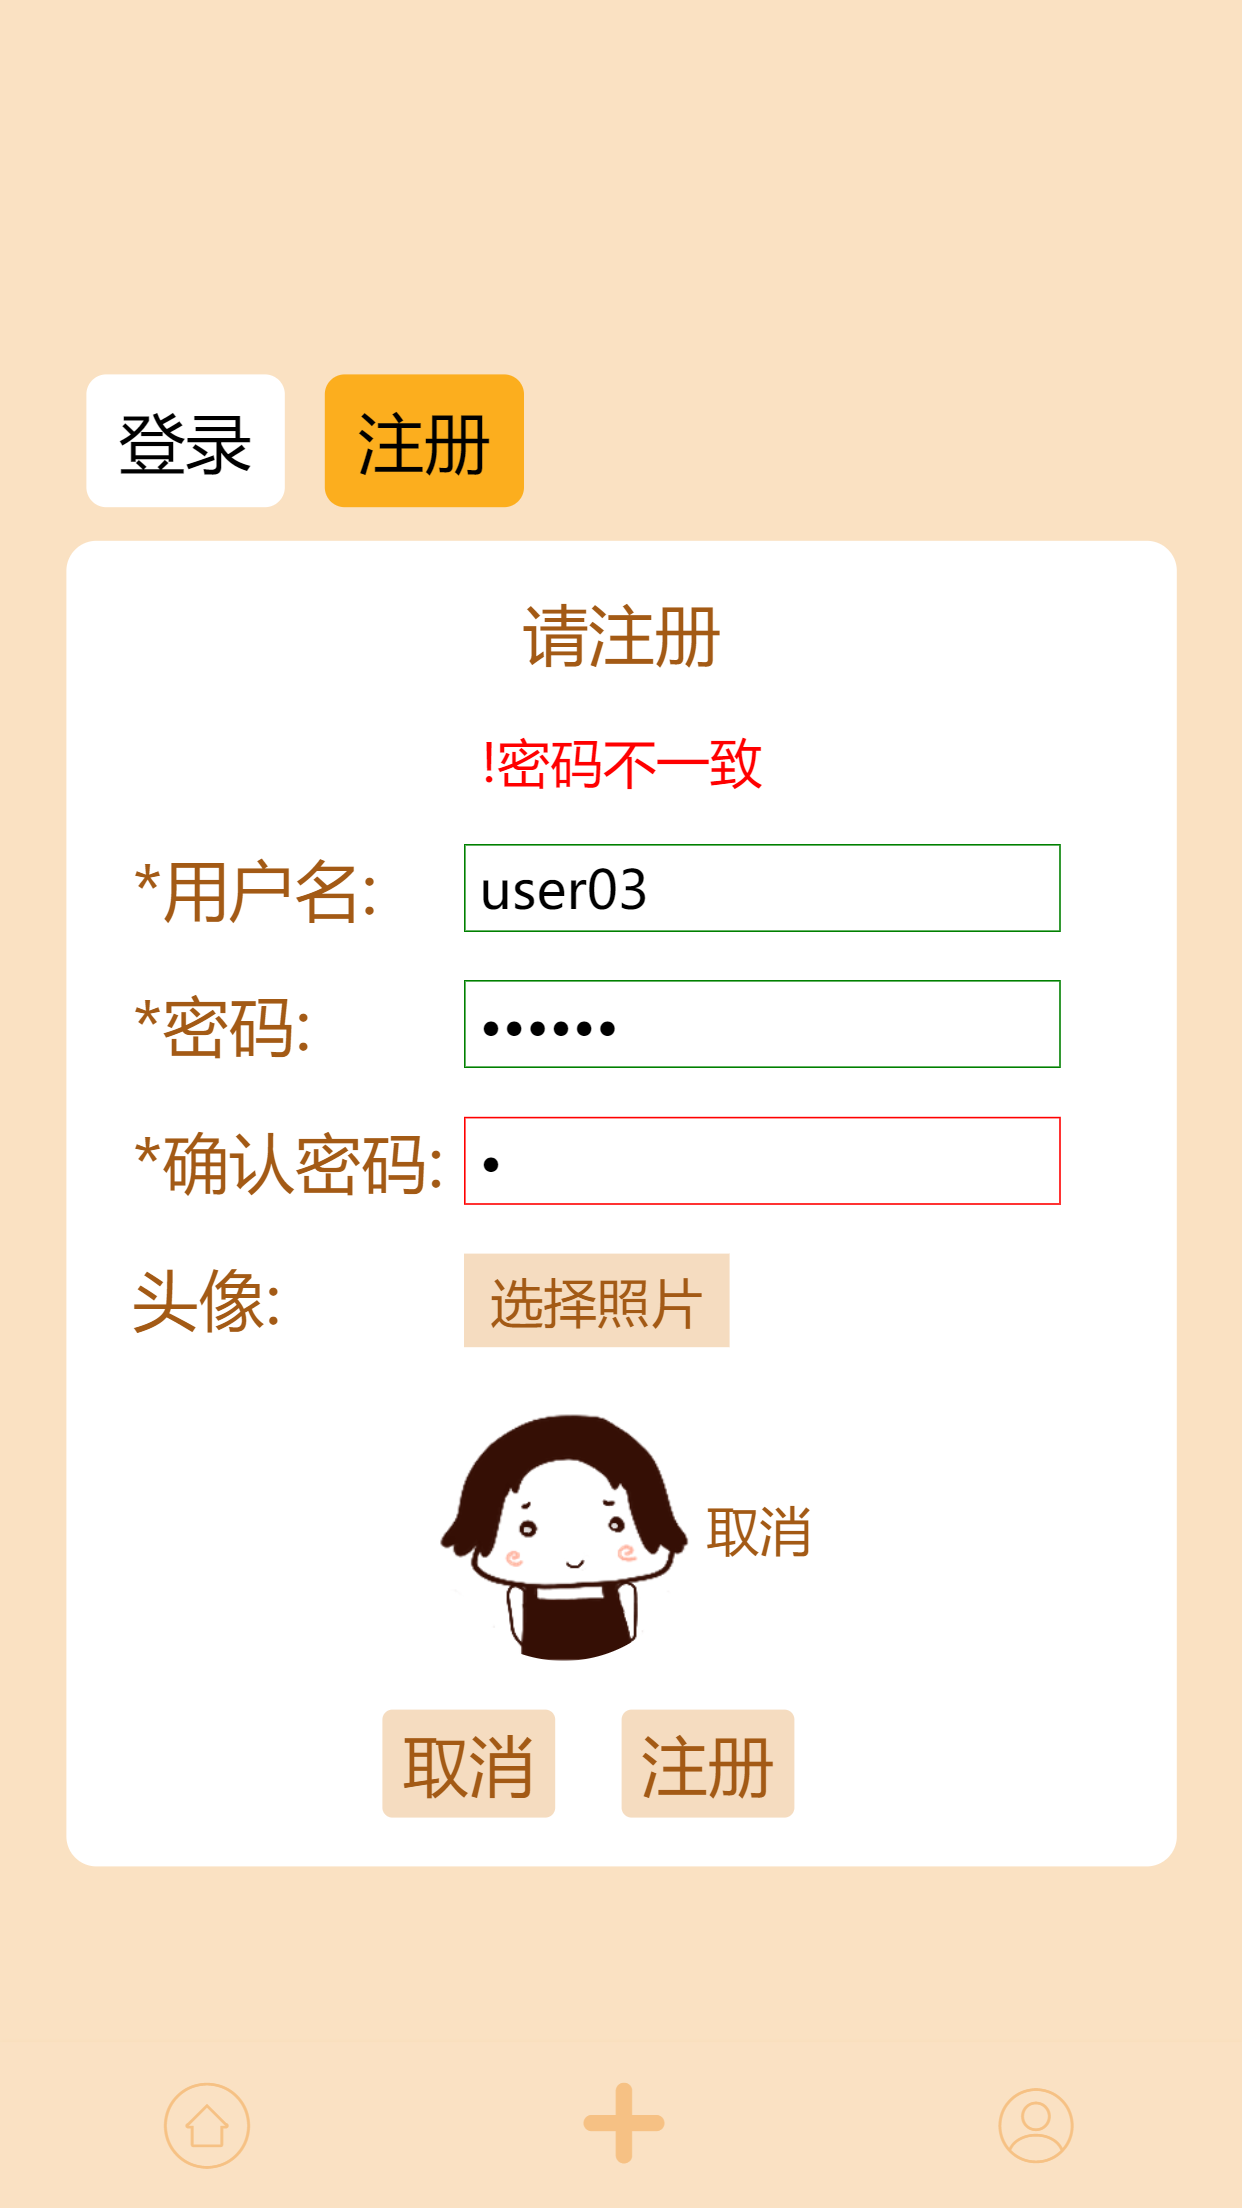 登录 注册
请注册
!密码不一致
*用户名: user03
*密码: ••••••
*确认密码: •
头像: 选择照片
取消
取消 注册